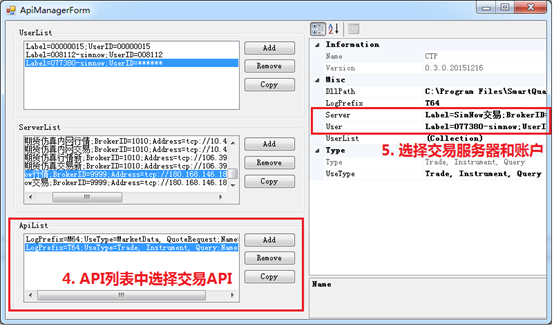 ApiManagerForm
UserList
Label=00000015;UserID=00000015
Label=008112-simnow;UserID=008112
Label=077380-simnow;UserID=******
Add
Remove
Copy
ServerList
期货仿真内网行情;BrokerID=1010;Address=tcp://10.4
期货仿真内网交易;BrokerID=1010;Address=tcp://10.4
期货仿真行情新;BrokerID=1010;Address=tcp://106.39
期货仿真交易新;BrokerID=1010;Address=tcp://106.39
ow行情;BrokerID=9999;Address=tcp://180.168.146.18
ow交易;BrokerID=9999;Address=tcp://180.168.146.18
Add
Remove
Copy
ApiList
LogPrefix=M64;UseType=MarketData, QuoteRequest;Name
LogPrefix=T64;UseType=Trade, Instrument, Query;Name
Add
Remove
Copy
4. API列表中选择交易API
Information
Name CTP
Version 0.3.0.20151216
Misc
DllPath C:\Program Files\SmartQua
LogPrefix T64
Server Label=SimNow交易;BrokerID=
User Label=077380-simnow;UserI
UserList (Collection)
5. 选择交易服务器和账户
Type
Type Trade, Instrument, Query
UseType Trade, Instrument, Query
Name